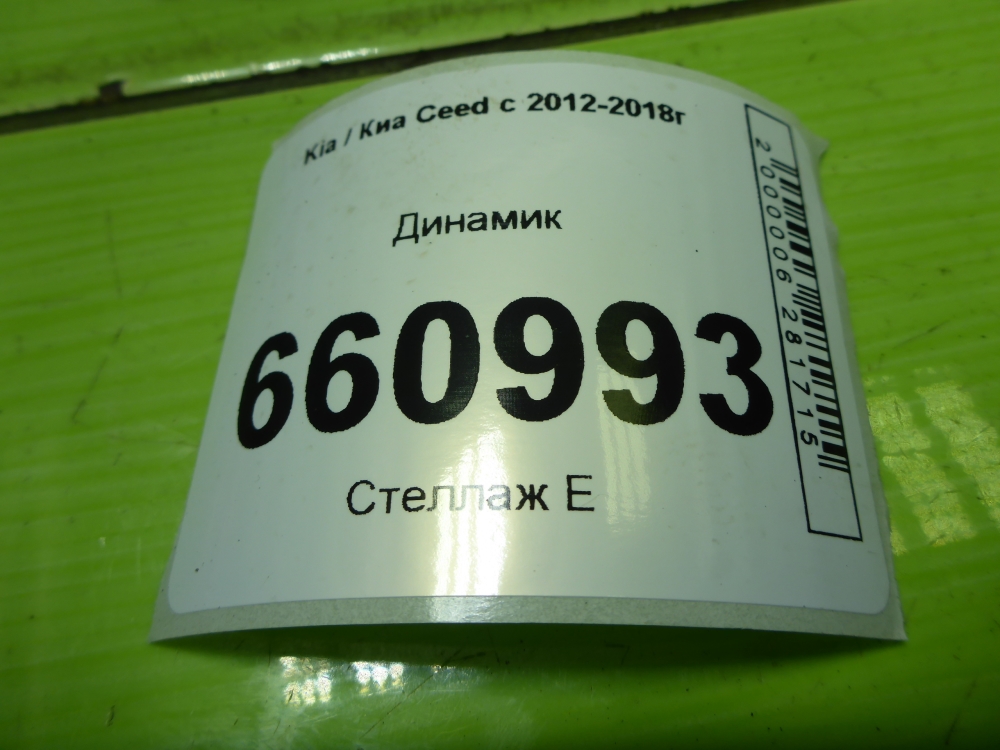 Kia / Киа Ceed с 2012-2018г
Динамик
660993
Стеллаж Е
2000006281715